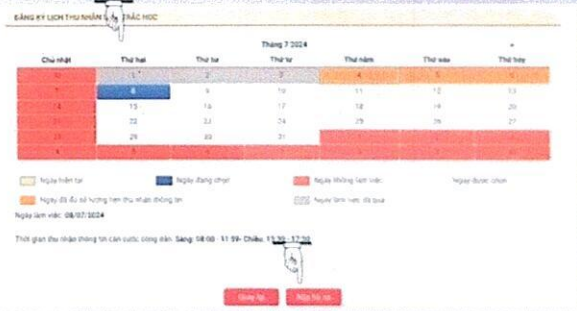 ĐĂNG KÝ LỊCH THU NHẬN SINH TRẮC HỌC
Tháng 7 2024
Chủ nhật Thứ hai Thứ ba Thứ tư Thứ năm Thứ sáu Thứ bảy
1 2 3 4 5 6
7 8 9 10 11 12 13
14 15 16 17 18 19 20
21 22 23 24 25 26 27
28 29 30 31
Ngày hiện tại Ngày đang chọn Ngày không làm việc Ngày được chọn
Ngày đã đủ số lượng hẹn thu nhận thông tin Ngày làm việc đã qua
Ngày làm việc: 08/07/2024
Thời gian thu nhận thông tin căn cước công dân: Sáng: 08:00 - 11:59- Chiều: 13:30 - 17:30
Quay lại Nộp hồ sơ